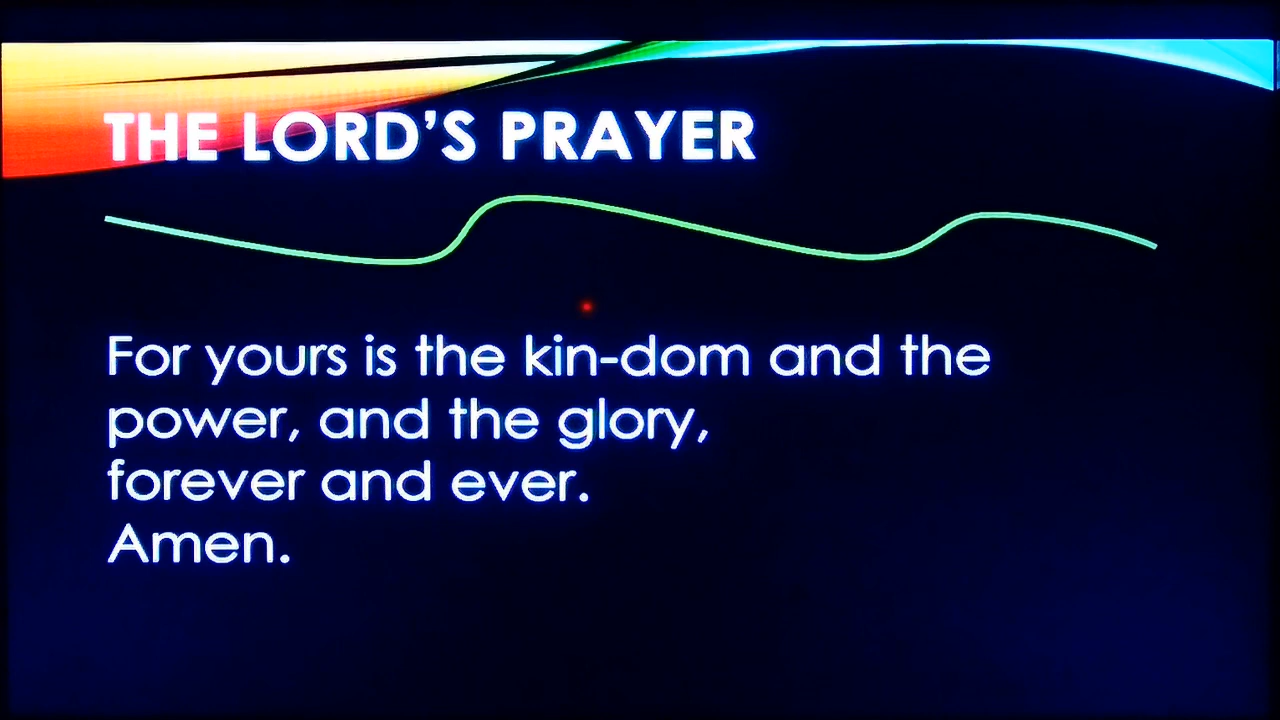 THE LORD'S PRAYER
For yours is the kin-dom and the
power, and the glory,
forever and ever.
Amen.